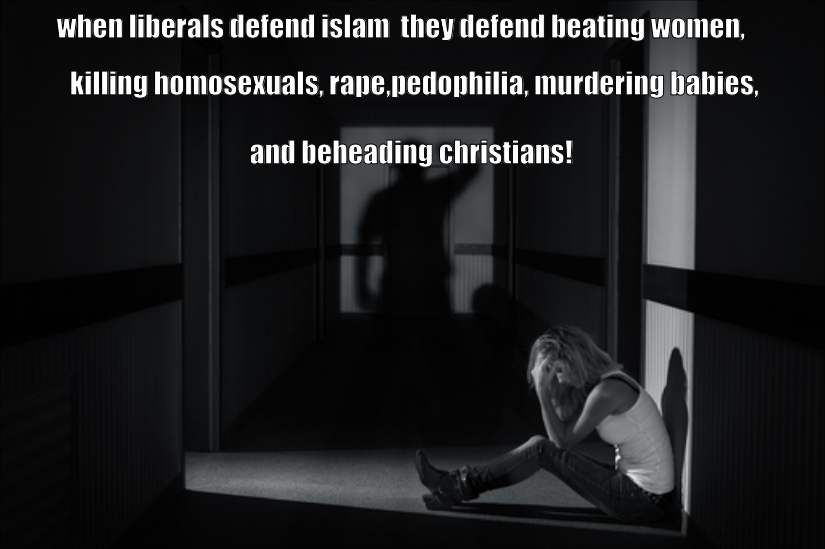 when liberals defend islam they defend beating women,
killing homosexuals, rape,pedophilia, murdering babies,
and beheading christians!